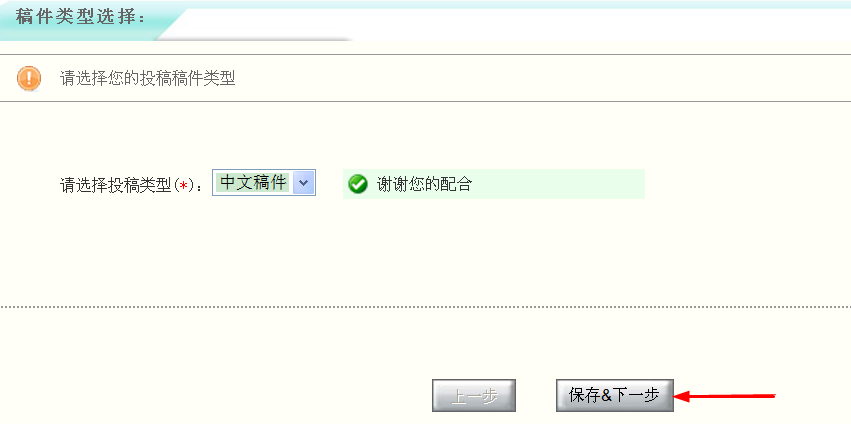 稿件类型选择：
请选择您的投稿稿件类型
请选择投稿类型(*)： 中文稿件 谢谢您的配合
上一步 保存&下一步